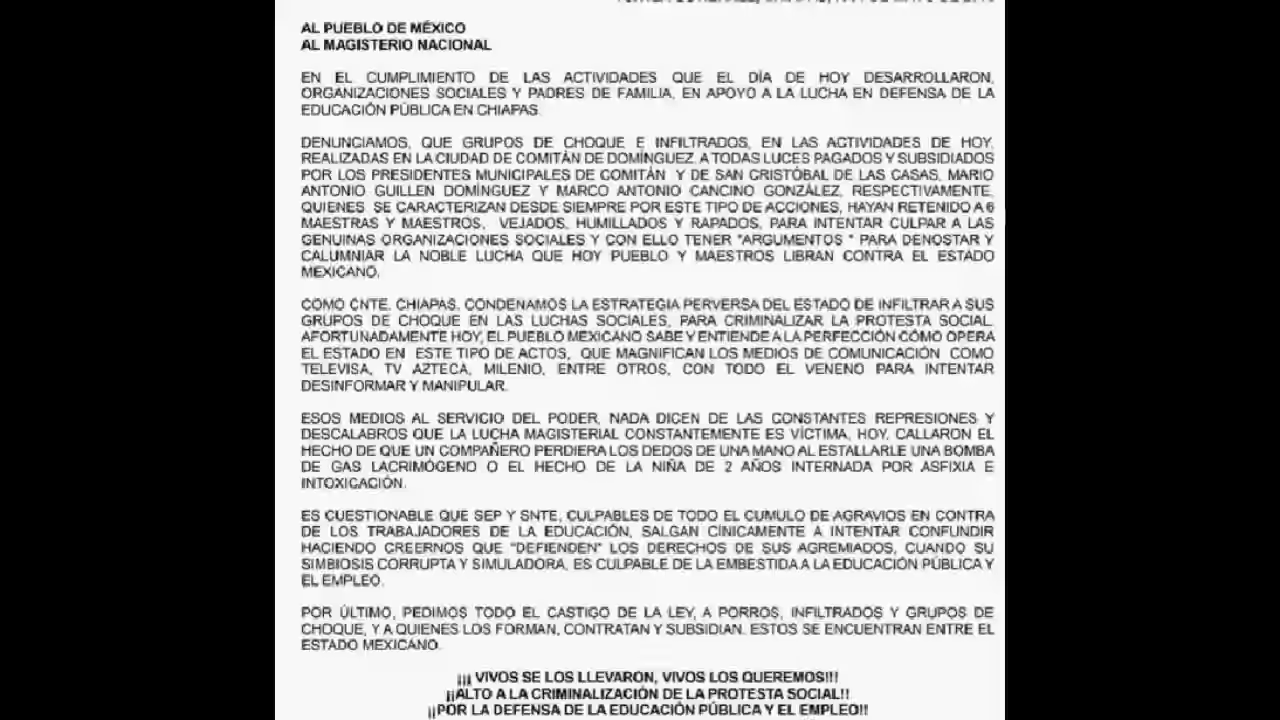 AL PUEBLO DE MÉXICO
AL MAGISTERIO NACIONAL
EN EL CUMPLIMIENTO DE LAS ACTIVIDADES QUE EL DÍA DE HOY DESARROLLARON,
ORGANIZACIONES SOCIALES Y PADRES DE FAMILIA, EN APOYO A LA LUCHA EN DEFENSA DE LA
EDUCACIÓN PÚBLICA EN CHIAPAS.
DENUNCIAMOS, QUE GRUPOS DE CHOQUE E INFILTRADOS, EN LAS ACTIVIDADES DE HOY,
REALIZADAS EN LA CIUDAD DE COMITÁN DE DOMÍNGUEZ, A TODAS LUCES PAGADOS Y SUBSIDIADOS
POR LOS PRESIDENTES MUNICIPALES DE COMITÁN Y DE SAN CRISTÓBAL DE LAS CASAS, MARIO
ANTONIO GUILLEN DOMÍNGUEZ Y MARCO ANTONIO CANCINO GONZÁLEZ, RESPECTIVAMENTE,
QUIENES SE CARACTERIZAN DESDE SIEMPRE POR ESTE TIPO DE ACCIONES, HAYAN RETENIDO A 6
MAESTRAS Y MAESTROS, VEJADOS, HUMILLADOS Y RAPADOS, PARA INTENTAR CULPAR A LAS
GENUINAS ORGANIZACIONES SOCIALES Y CON ELLO TENER "ARGUMENTOS " PARA DENOSTAR Y
CALUMNIAR LA NOBLE LUCHA QUE HOY PUEBLO Y MAESTROS LIBRAN CONTRA EL ESTADO
MEXICANO.
COMO CNTE, CHIAPAS, CONDENAMOS LA ESTRATEGIA PERVERSA DEL ESTADO DE INFILTRAR A SUS
GRUPOS DE CHOQUE EN LAS LUCHAS SOCIALES, PARA CRIMINALIZAR LA PROTESTA SOCIAL.
AFORTUNADAMENTE HOY, EL PUEBLO MEXICANO SABE Y ENTIENDE A LA PERFECCIÓN CÓMO OPERA
EL ESTADO EN ESTE TIPO DE ACTOS, QUE MAGNIFICAN LOS MEDIOS DE COMUNICACIÓN COMO
TELEVISA, TV AZTECA, MILENIO, ENTRE OTROS, CON TODO EL VENENO PARA INTENTAR
DESINFORMAR Y MANIPULAR.
ESOS MEDIOS AL SERVICIO DEL PODER, NADA DICEN DE LAS CONSTANTES REPRESIONES Y
DESCALABROS QUE LA LUCHA MAGISTERIAL CONSTANTEMENTE ES VÍCTIMA, HOY, CALLARON EL
HECHO DE QUE UN COMPAÑERO PERDIERA LOS DEDOS DE UNA MANO AL ESTALLARLE UNA BOMBA
DE GAS LACRIMÓGENO O EL HECHO DE LA NIÑA DE 2 AÑOS INTERNADA POR ASFIXIA E
INTOXICACIÓN.
ES CUESTIONABLE QUE SEP Y SNTE, CULPABLES DE TODO EL CUMULO DE AGRAVIOS EN CONTRA
DE LOS TRABAJADORES DE LA EDUCACIÓN, SALGAN CÍNICAMENTE A INTENTAR CONFUNDIR
HACIENDO CREERNOS QUE "DEFIENDEN" LOS DERECHOS DE SUS AGREMIADOS, CUANDO SU
SIMBIOSIS CORRUPTA Y SIMULADORA, ES CULPABLE DE LA EMBESTIDA A LA EDUCACIÓN PÚBLICA Y
EL EMPLEO.
POR ÚLTIMO, PEDIMOS TODO EL CASTIGO DE LA LEY, A PORROS, INFILTRADOS Y GRUPOS DE
CHOQUE, Y A QUIENES LOS FORMAN, CONTRATAN Y SUBSIDIAN. ESTOS SE ENCUENTRAN ENTRE EL
ESTADO MEXICANO.
¡¡¡ VIVOS SE LOS LLEVARON, VIVOS LOS QUEREMOS!!!
¡¡ALTO A LA CRIMINALIZACIÓN DE LA PROTESTA SOCIAL!!
¡¡POR LA DEFENSA DE LA EDUCACIÓN PÚBLICA Y EL EMPLEO!!